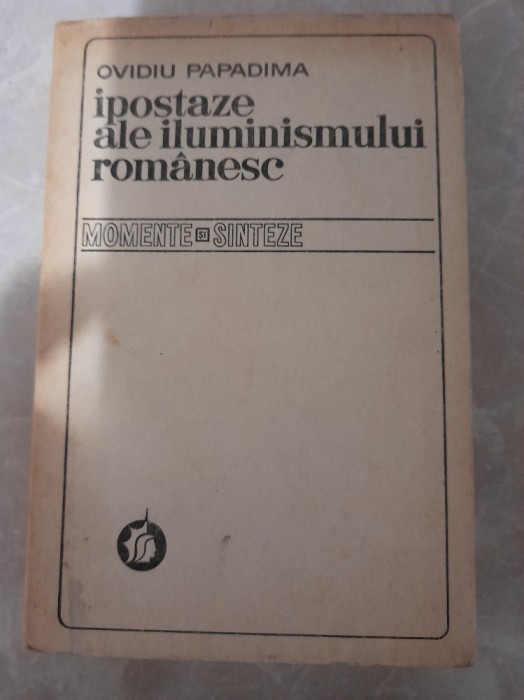 OVIDIU PAPADIMA
ipostaze
ale iluminismului
românesc
MOMENTE ȘI SINTEZE